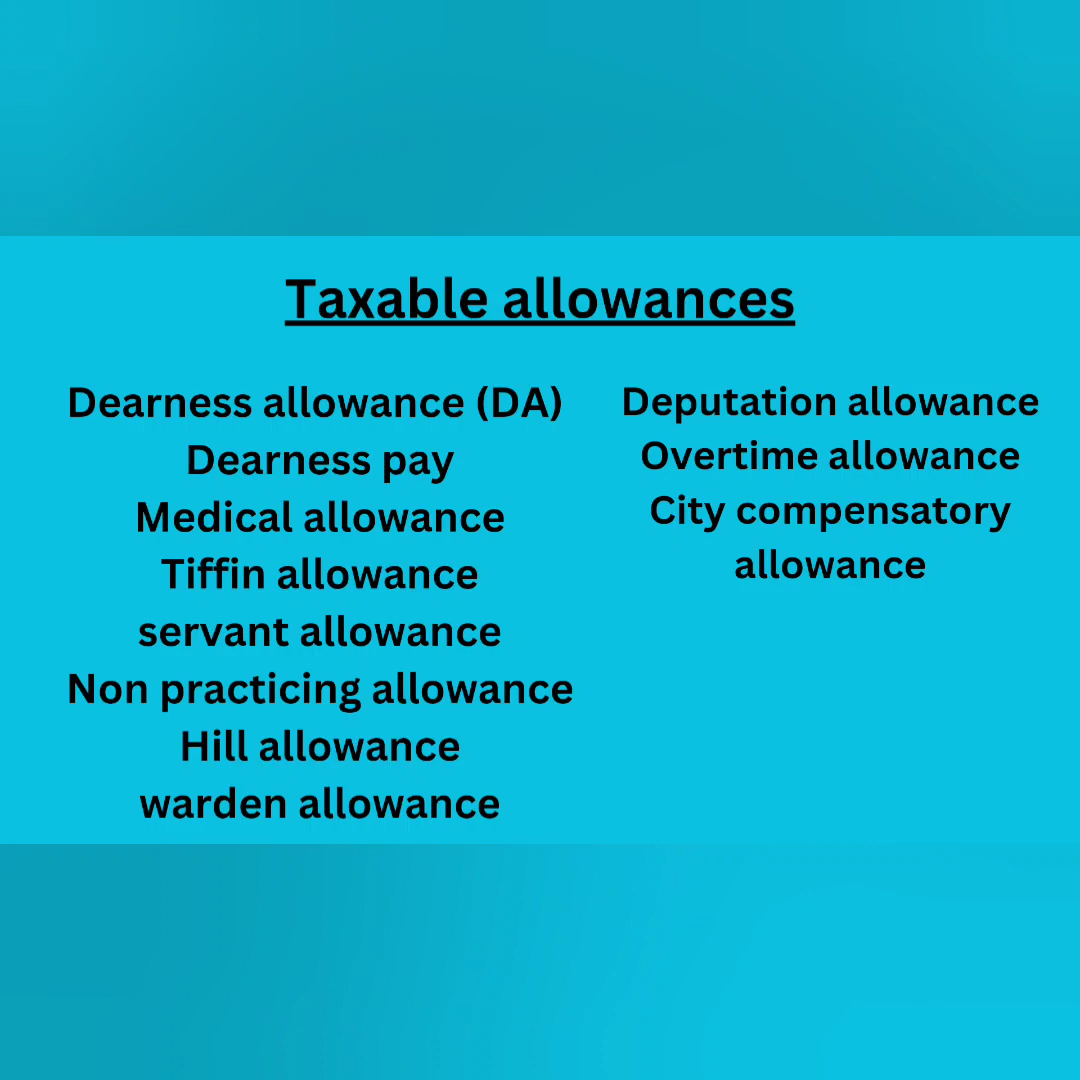 Taxable allowances
Dearness allowance (DA)
Dearness pay
Medical allowance
Tiffin allowance
servant allowance
Non practicing allowance
Hill allowance
warden allowance
Deputation allowance
Overtime allowance
City compensatory
allowance